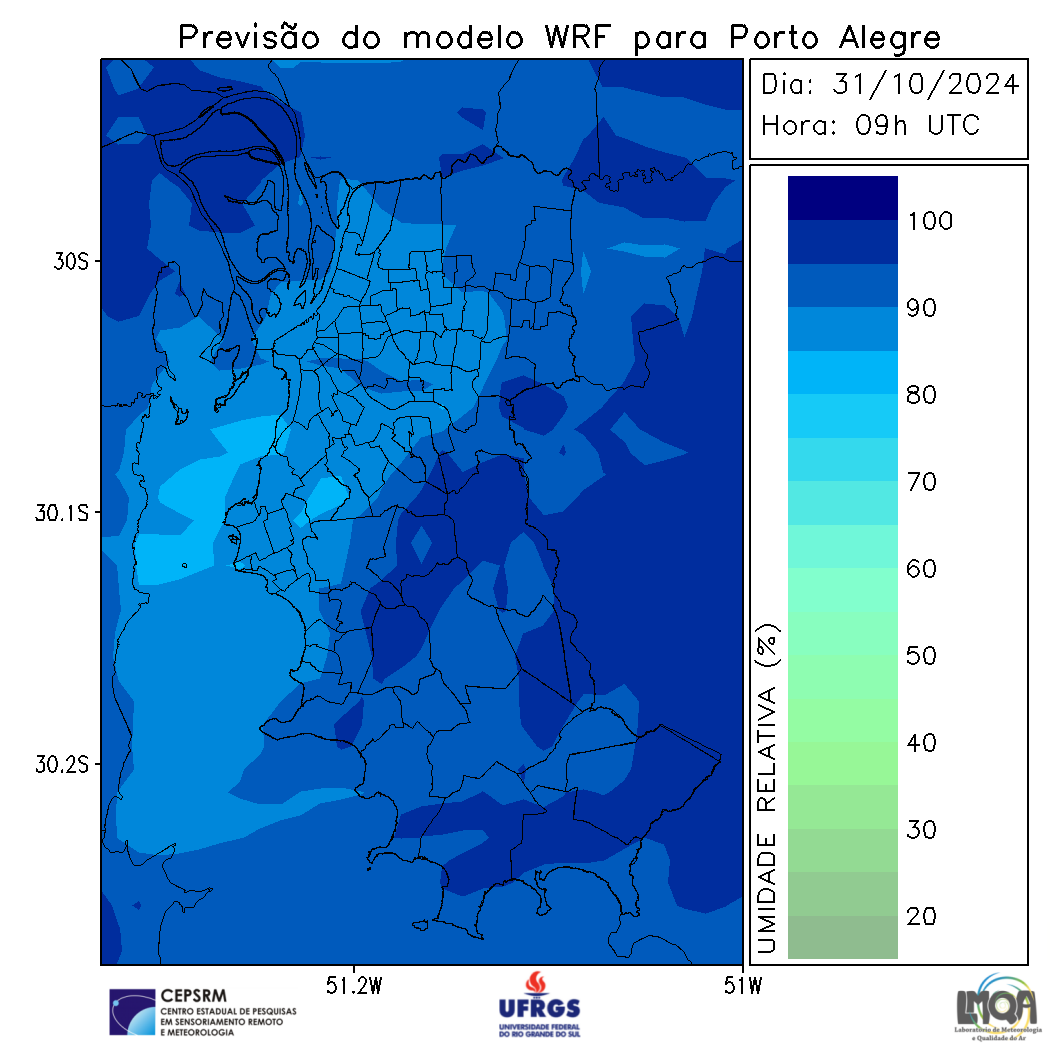 Previsão do modelo WRF para Porto Alegre
Dia: 31/10/2024
Hora: 09h UTC
30S
30.1S
30.2S
51.2W
51W
100
90
80
70
60
50
40
30
20
UMIDADE RELATIVA (%)
CEPSRM
CENTRO ESTADUAL DE PESQUISAS
EM SENSORIAMENTO REMOTO
E METEOROLOGIA
UFRGS
UNIVERSIDADE FEDERAL
DO RIO GRANDE DO SUL
LMQA
Laboratório de Meteorologia
e Qualidade do Ar